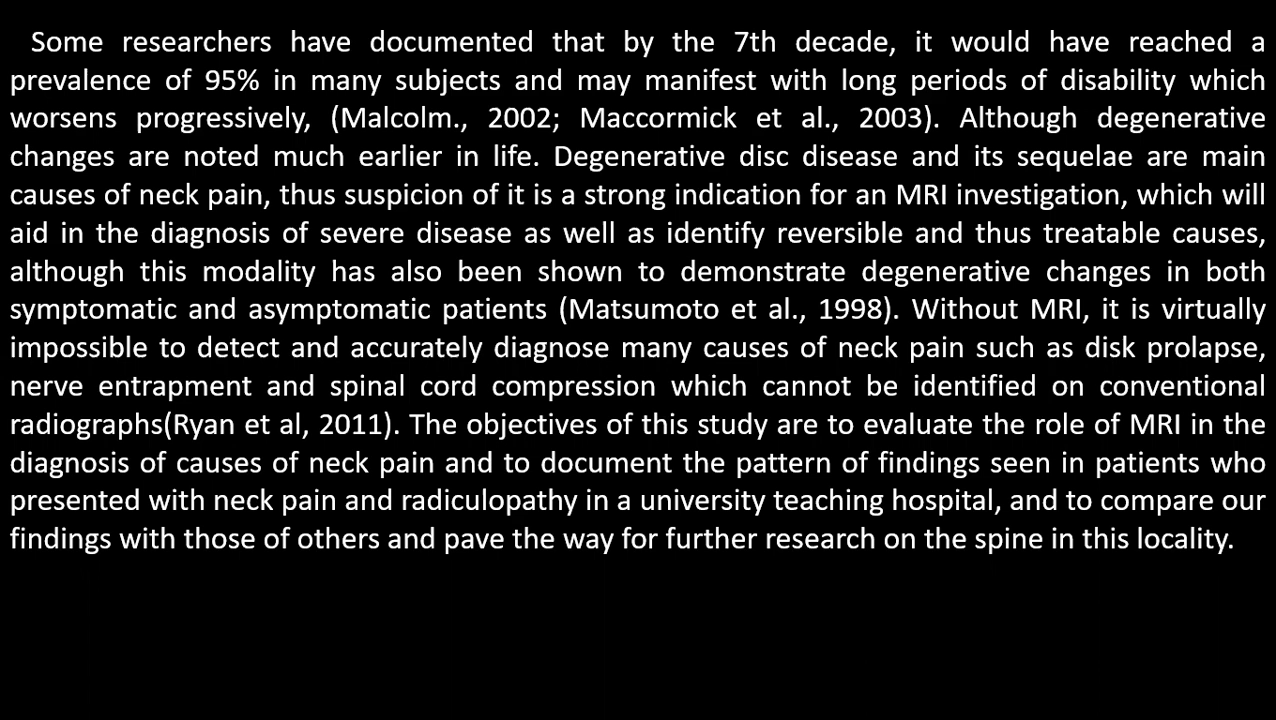 Some researchers have documented that by the 7th decade, it would have reached a
prevalence of 95% in many subjects and may manifest with long periods of disability which
worsens progressively, (Malcolm., 2002; Maccormick et al., 2003). Although degenerative
changes are noted much earlier in life. Degenerative disc disease and its sequelae are main
causes of neck pain, thus suspicion of it is a strong indication for an MRI investigation, which will
aid in the diagnosis of severe disease as well as identify reversible and thus treatable causes,
although this modality has also been shown to demonstrate degenerative changes in both
symptomatic and asymptomatic patients (Matsumoto et al., 1998). Without MRI, it is virtually
impossible to detect and accurately diagnose many causes of neck pain such as disk prolapse,
nerve entrapment and spinal cord compression which cannot be identified on conventional
radiographs(Ryan et al, 2011). The objectives of this study are to evaluate the role of MRI in the
diagnosis of causes of neck pain and to document the pattern of findings seen in patients who
presented with neck pain and radiculopathy in a university teaching hospital, and to compare our
findings with those of others and pave the way for further research on the spine in this locality.